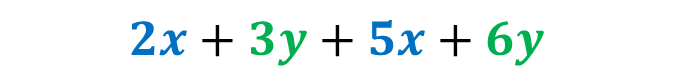 2x + 3y + 5x + 6y